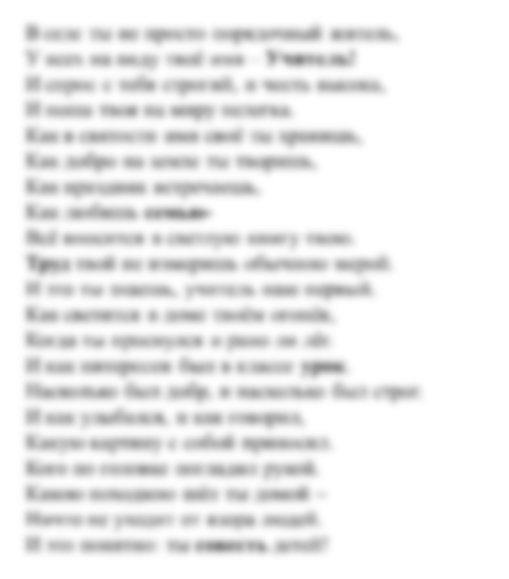 В селе ты не просто порядочный житель,
У всех на виду твоё имя – Учитель!
И спрос с тебя строгий, и честь высока,
И ноша твоя на миру нелегка.
Как в святости имя своё ты хранишь,
Как добро на земле ты творишь,
Как праздник встречаешь,
Как любишь семью-
Всё вносится в светлую книгу твою.
Труд твой не измеришь обычною мерой.
И это ты знаешь, учитель наш первый.
Как светится в доме твоём огонёк,
Когда ты проснулся и рано ли лёг.
И как интересен был в классе урок.
Насколько был добр, и насколько был строг.
И как улыбался, и как говорил,
Какую картину с собой приносил.
Кого по головке погладил рукой.
Какою походкою шёл ты домой –
Ничто не уходит от взора людей.
И это понятно: ты совесть детей!